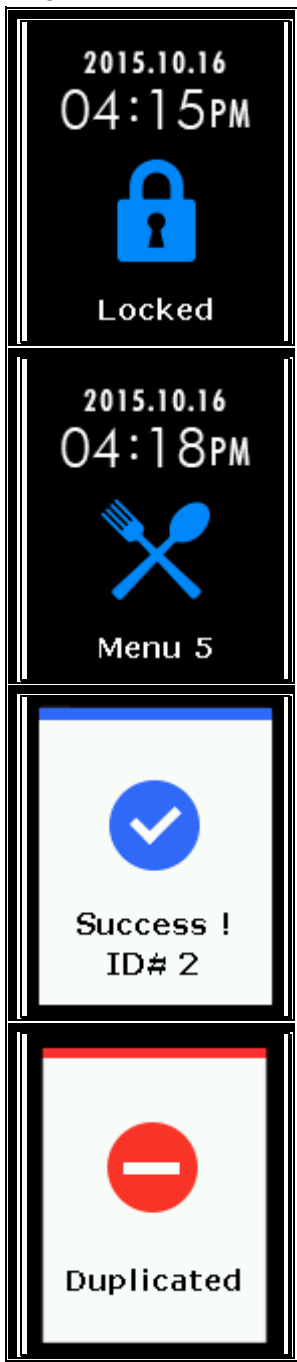 2015.10.16
04:15PM
Locked
2015.10.16
04:18PM
Menu 5
Success !
ID# 2
Duplicated